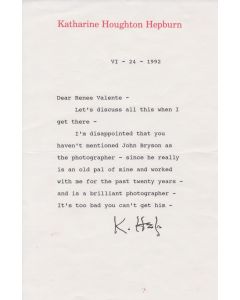 Katharine Houghton Hepburn
VI - 24 - 1992
Dear Renee Valente -
Let's discuss all this when I
get there -
I'm disappointed that you
haven't mentioned John Bryson as
the photographer - since he really
is an old pal of mine and worked
with me for the past twenty years -
and is a brilliant photographer -
It's too bad you can't get him -
K. Hep